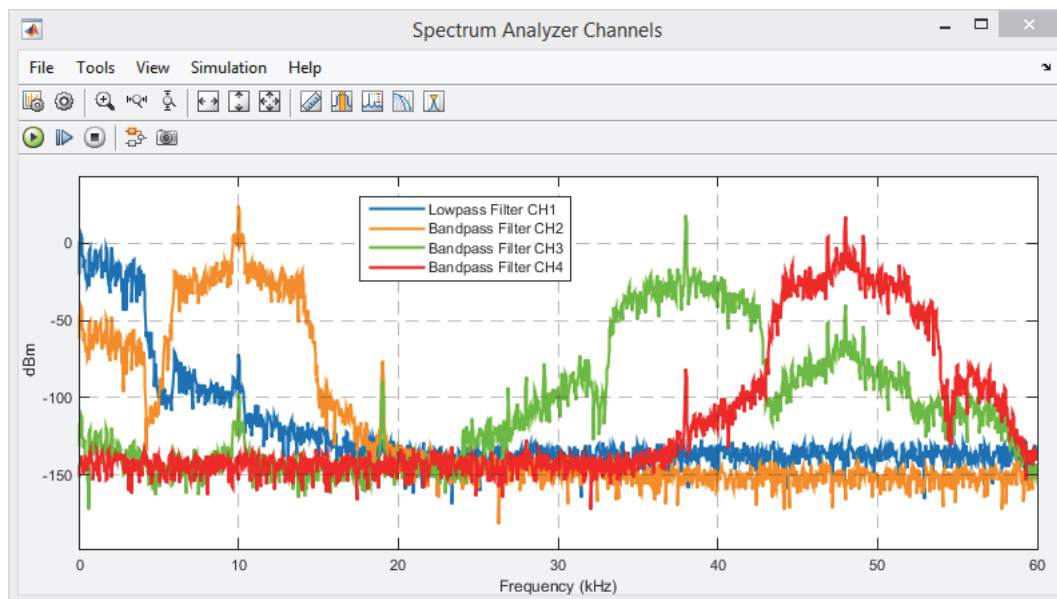 Spectrum Analyzer Channels
File Tools View Simulation Help
Lowpass Filter CH1
Bandpass Filter CH2
Bandpass Filter CH3
Bandpass Filter CH4
0
-50
-100
-150
dBm
0 10 20 30 40 50 60
Frequency (kHz)